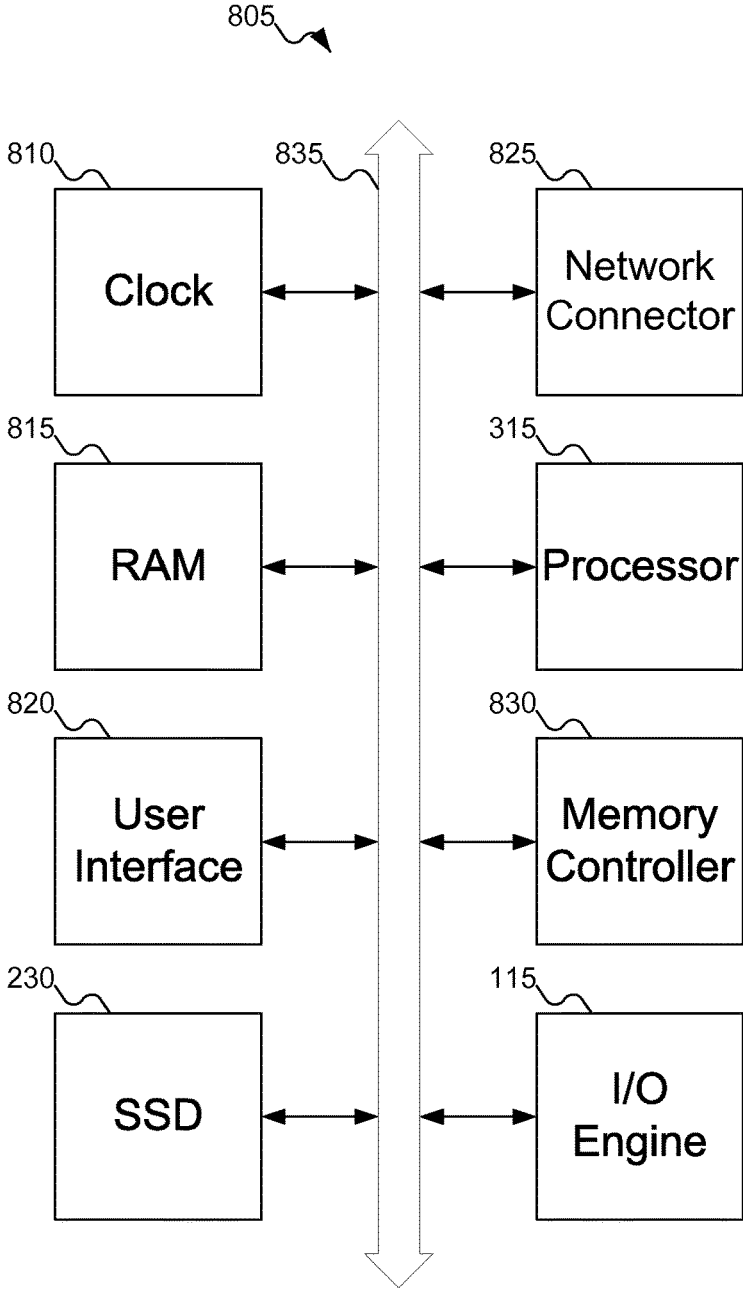 805
810
835
825
Clock
Network
Connector
815
315
RAM
Processor
820
830
User
Interface
Memory
Controller
230
115
SSD
I/O
Engine